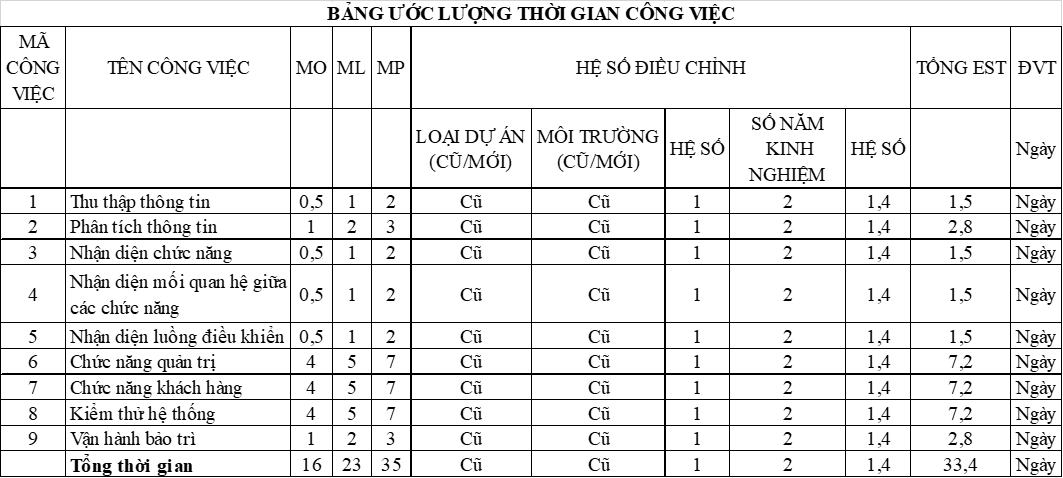 BẢNG ƯỚC LƯỢNG THỜI GIAN CÔNG VIỆC
MÃ CÔNG VIỆC TÊN CÔNG VIỆC MO ML MP HỆ SỐ ĐIỀU CHỈNH TỔNG EST ĐVT
LOẠI DỰ ÁN (CŨ/MỚI) MÔI TRƯỜNG (CŨ/MỚI) HỆ SỐ SỐ NĂM KINH NGHIỆM HỆ SỐ Ngày
1 Thu thập thông tin 0,5 1 2 Cũ Cũ 1 2 1,4 1,5 Ngày
2 Phân tích thông tin 1 2 3 Cũ Cũ 1 2 1,4 2,8 Ngày
3 Nhận diện chức năng 0,5 1 2 Cũ Cũ 1 2 1,4 1,5 Ngày
4 Nhận diện mối quan hệ giữa các chức năng 0,5 1 2 Cũ Cũ 1 2 1,4 1,5 Ngày
5 Nhận diện luồng điều khiển 0,5 1 2 Cũ Cũ 1 2 1,4 1,5 Ngày
6 Chức năng quản trị 4 5 7 Cũ Cũ 1 2 1,4 7,2 Ngày
7 Chức năng khách hàng 4 5 7 Cũ Cũ 1 2 1,4 7,2 Ngày
8 Kiểm thử hệ thống 4 5 7 Cũ Cũ 1 2 1,4 7,2 Ngày
9 Vận hành bảo trì 1 2 3 Cũ Cũ 1 2 1,4 2,8 Ngày
Tổng thời gian 16 23 35 Cũ Cũ 1 2 1,4 33,4 Ngày